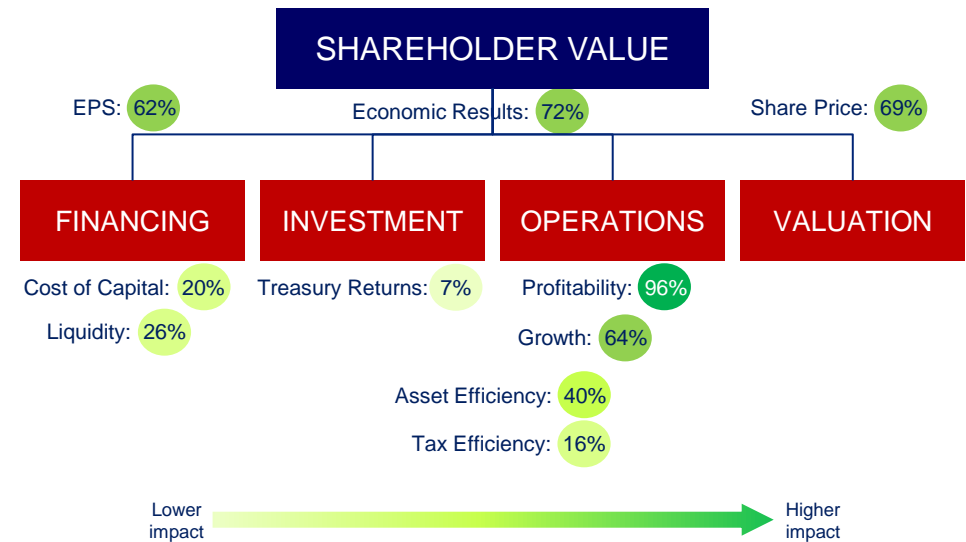 SHAREHOLDER VALUE
EPS: 62%
Economic Results: 72%
Share Price: 69%
FINANCING
INVESTMENT
OPERATIONS
VALUATION
Cost of Capital: 20%
Treasury Returns: 7%
Profitability: 96%
Liquidity: 26%
Growth: 64%
Asset Efficiency: 40%
Tax Efficiency: 16%
Lower
impact
Higher
impact